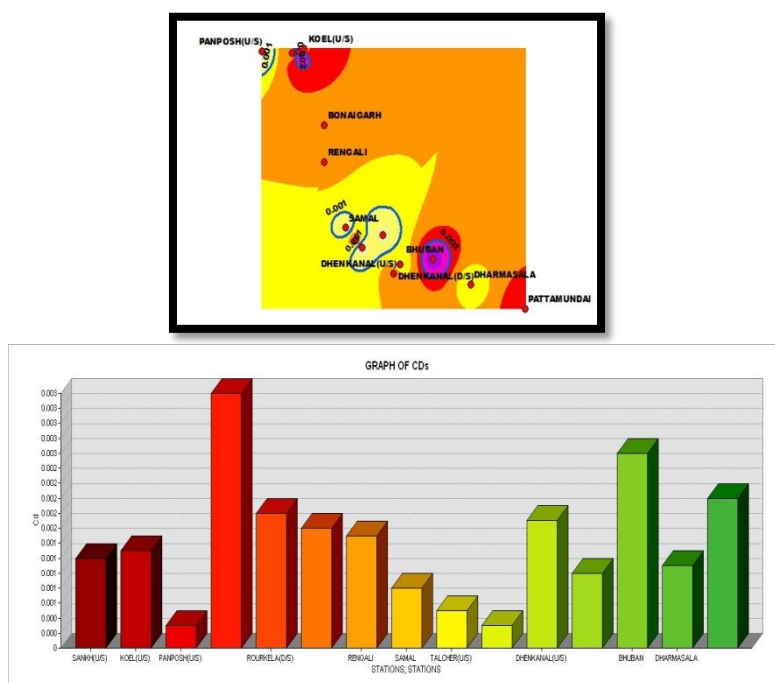 PANPOSH(U/S)
KOEL(U/S)
0.001
0.002
BONAIGARH
RENGALI
0.001
SAMAL
0.001
0.002
BHUBAN
DHENKANAL(U/S)
DHENKANAL(D/S)
DHARMASALA
PATTAMUNDAI
GRAPH OF CDs
0.003
0.003
0.003
0.003
0.003
0.002
0.002
0.002
0.002
0.002
0.001
0.001
0.001
0.001
0.001
0.000
0.000
0
Cd
SANKH(U/S) KOEL(U/S) PANPOSH(U/S) ROURKELA(D/S) RENGALI SAMAL TALCHER(U/S) DHENKANAL(U/S) BHUBAN DHARMASALA
STATIONS; STATIONS